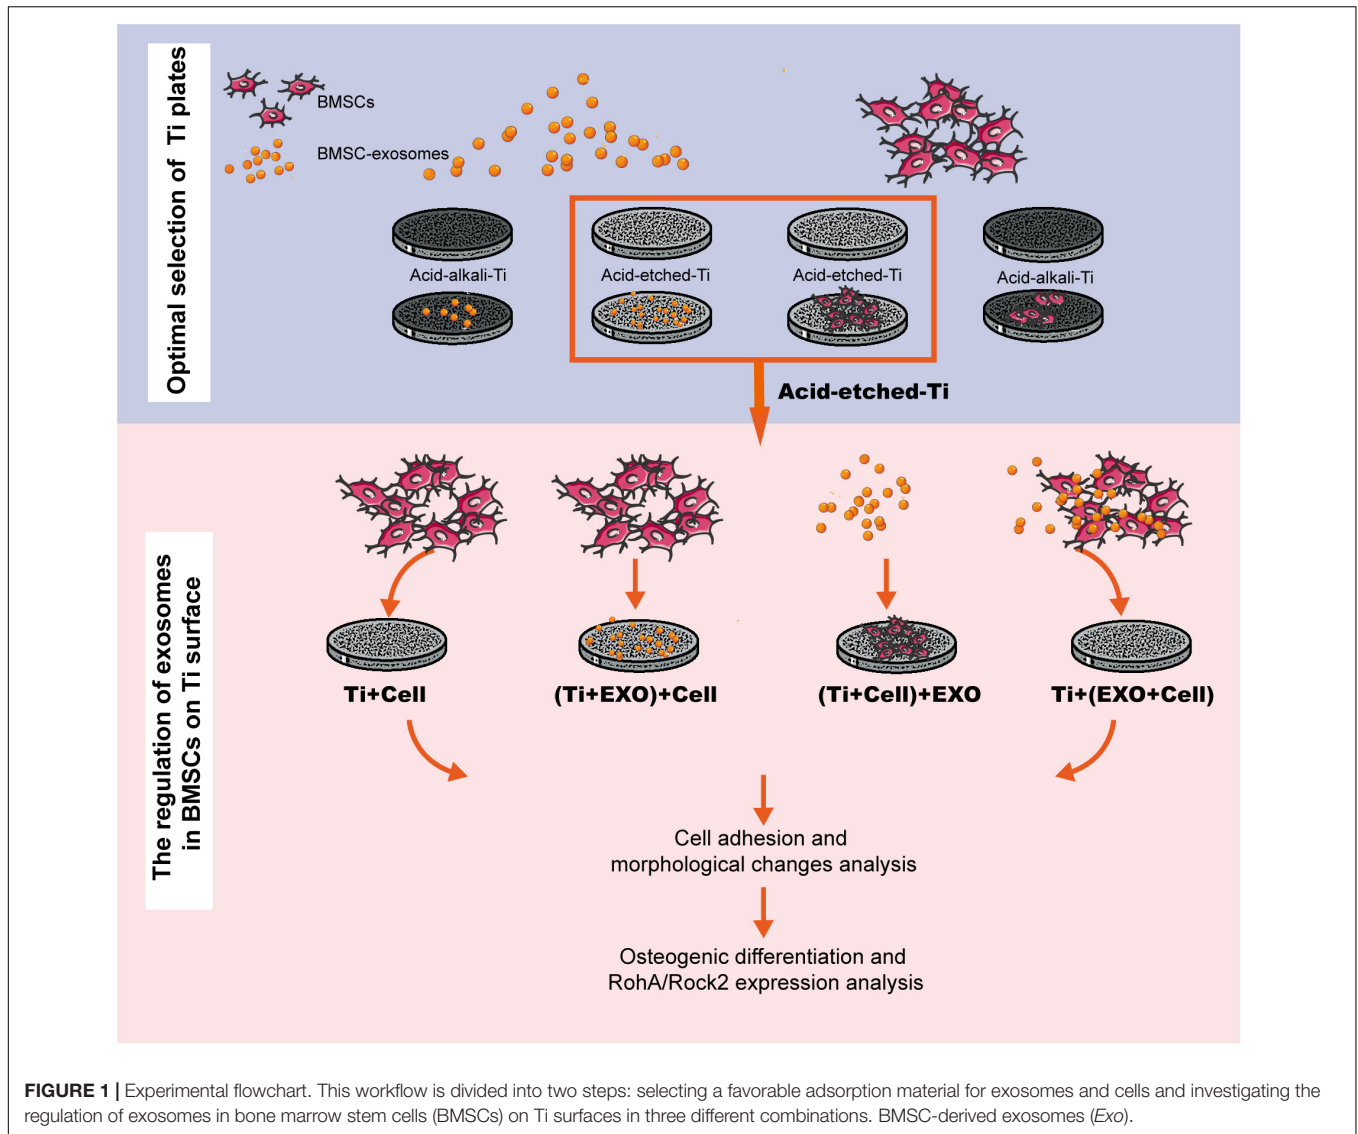 Optimal selection of Ti plates
BMSCs
BMSC-exosomes
Acid-alkali-Ti
Acid-etched-Ti
Acid-etched-Ti
Acid-alkali-Ti
Acid-etched-Ti
The regulation of exosomes
in BMSCs on Ti surface
Ti+Cell
(Ti+EXO)+Cell
(Ti+Cell)+EXO
Ti+(EXO+Cell)
Cell adhesion and
morphological changes analysis
Osteogenic differentiation and
RohA/Rock2 expression analysis
FIGURE 1 | Experimental flowchart. This workflow is divided into two steps: selecting a favorable adsorption material for exosomes and cells and investigating the
regulation of exosomes in bone marrow stem cells (BMSCs) on Ti surfaces in three different combinations. BMSC-derived exosomes (Exo).